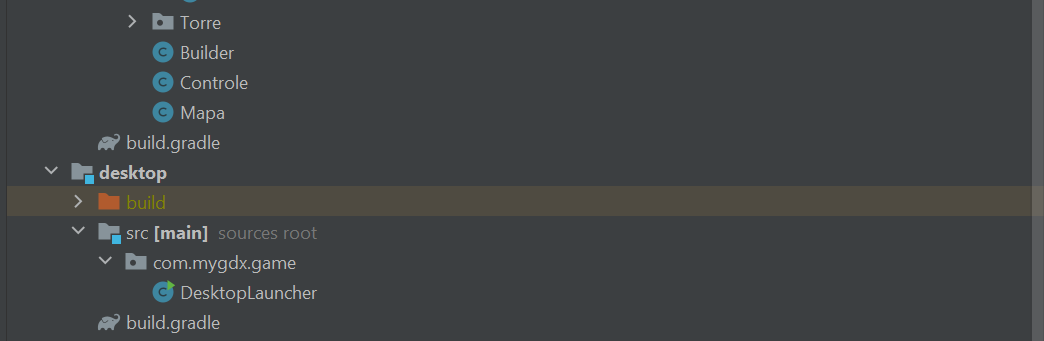 Torre
Builder
Controle
Mapa
build.gradle
desktop
build
src [main] sources root
com.mygdx.game
DesktopLauncher
build.gradle